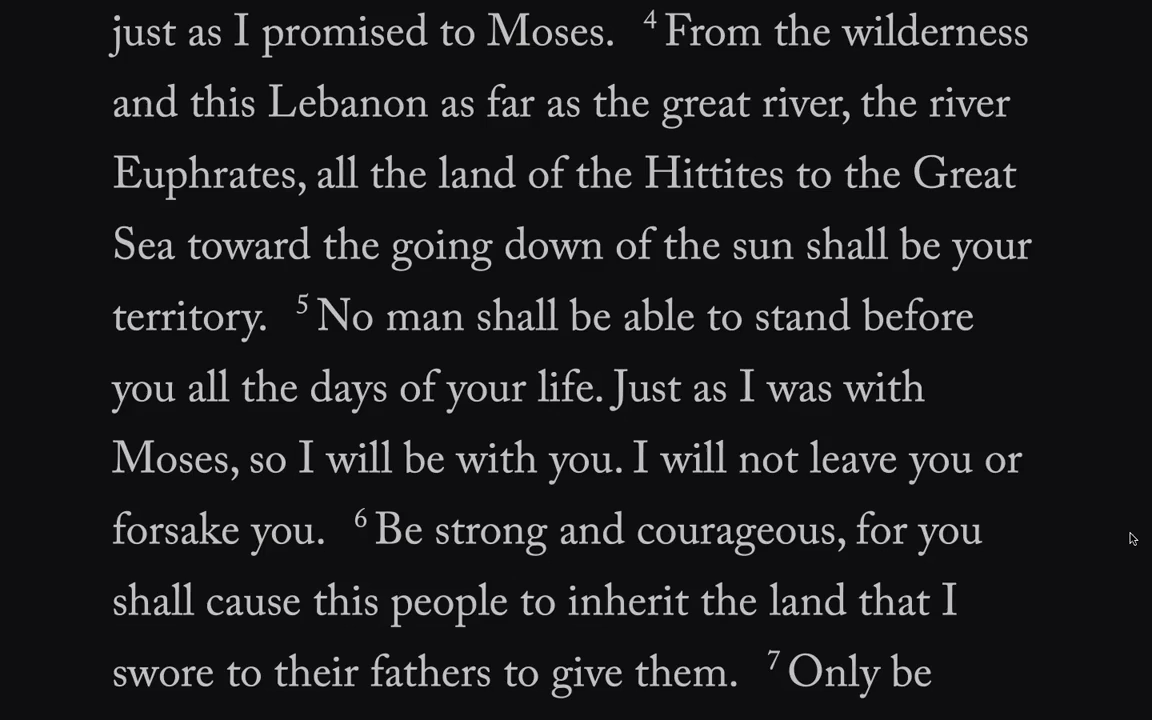 just as I promised to Moses. 4 From the wilderness
and this Lebanon as far as the great river, the river
Euphrates, all the land of the Hittites to the Great
Sea toward the going down of the sun shall be your
territory. 5 No man shall be able to stand before
you all the days of your life. Just as I was with
Moses, so I will be with you. I will not leave you or
forsake you. 6 Be strong and courageous, for you
shall cause this people to inherit the land that I
swore to their fathers to give them. 7 Only be